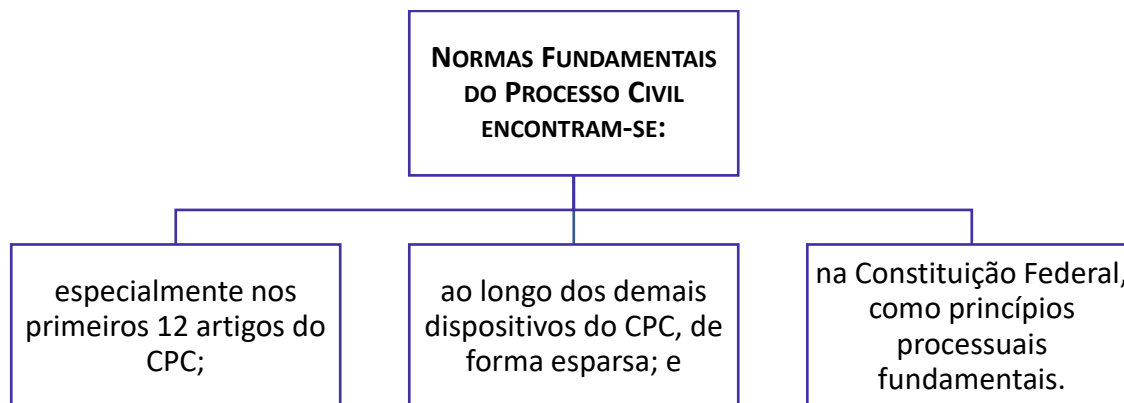 NORMAS FUNDAMENTAIS
DO PROCESSO CIVIL
ENCONTRAM-SE:
especialmente nos
primeiros 12 artigos do
CPC;
ao longo dos demais
dispositivos do CPC, de
forma esparsa; e
na Constituição Federal,
como princípios
processuais
fundamentais.